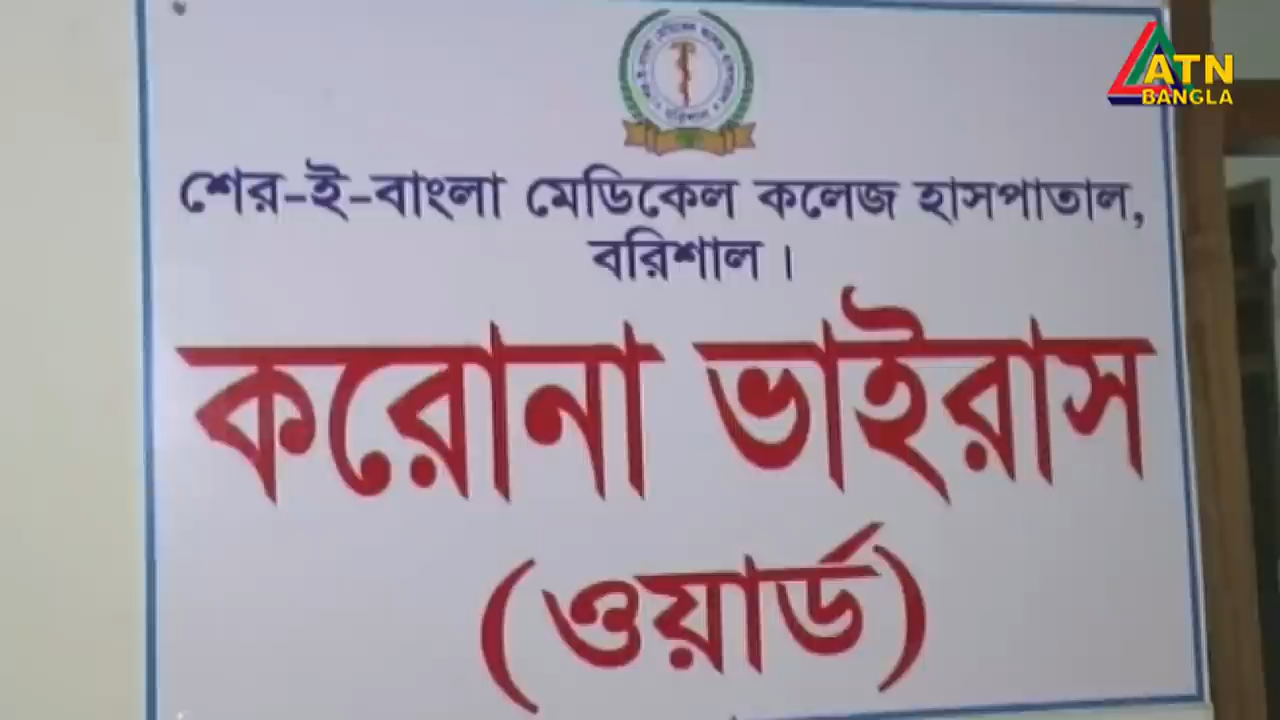 ATN
BANGLA
শের-ই-বাংলা মেডিকেল কলেজ হাসপাতাল,
বরিশাল ।
করোনা ভাইরাস
(ওয়ার্ড)